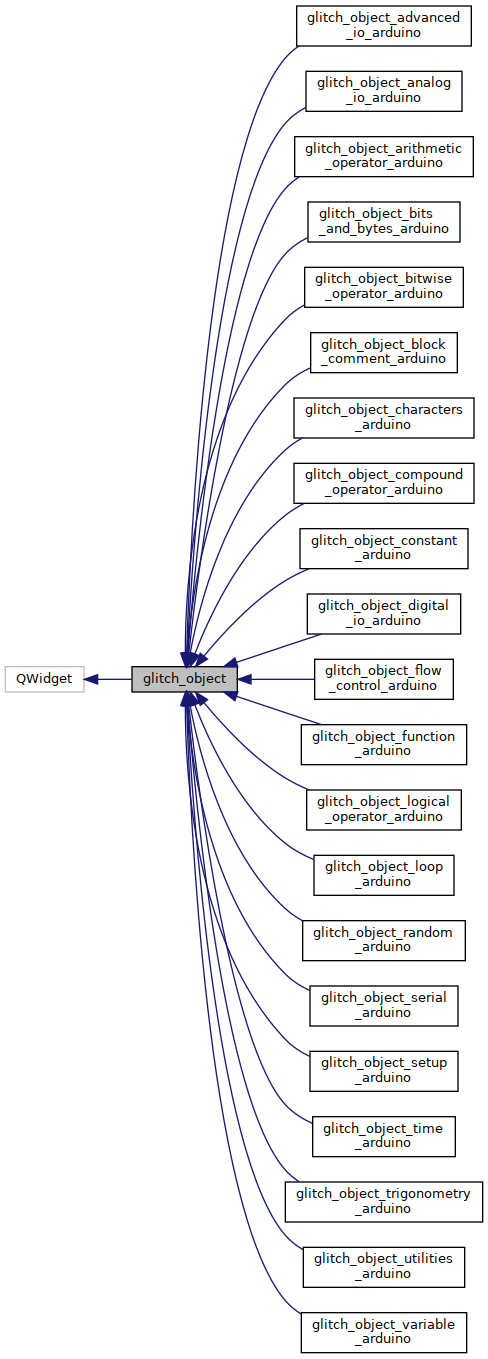 glitch_object_advanced
_io_arduino
glitch_object_analog
_io_arduino
glitch_object_arithmetic
_operator_arduino
glitch_object_bits
_and_bytes_arduino
glitch_object_bitwise
_operator_arduino
glitch_object_block
_comment_arduino
glitch_object_characters
_arduino
glitch_object_compound
_operator_arduino
glitch_object_constant
_arduino
glitch_object_digital
_io_arduino
QWidget
glitch_object
glitch_object_flow
_control_arduino
glitch_object_function
_arduino
glitch_object_logical
_operator_arduino
glitch_object_loop
_arduino
glitch_object_random
_arduino
glitch_object_serial
_arduino
glitch_object_setup
_arduino
glitch_object_time
_arduino
glitch_object_trigonometry
_arduino
glitch_object_utilities
_arduino
glitch_object_variable
_arduino